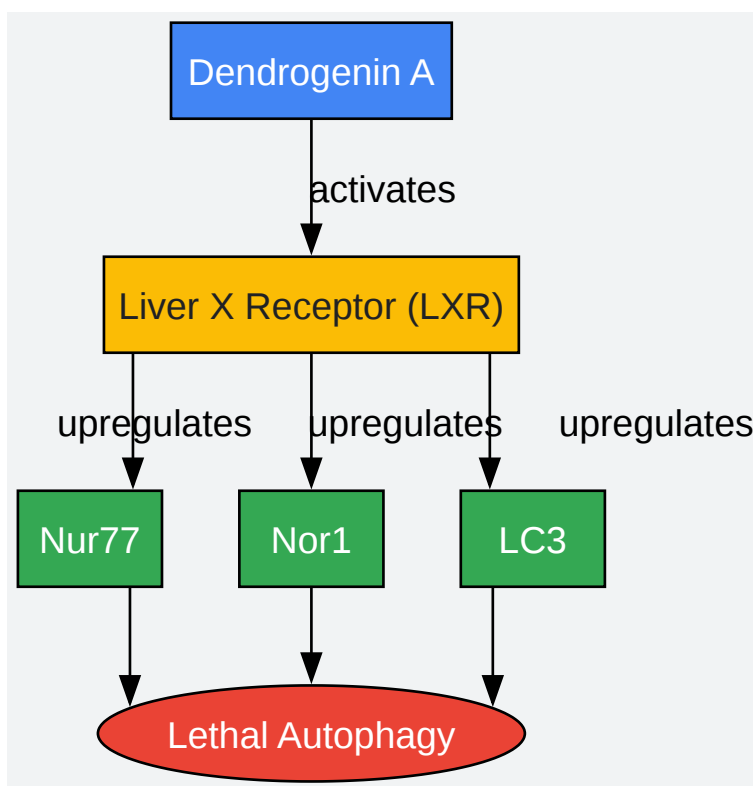 Dendrogenin A
activates
Liver X Receptor (LXR)
upregulates upregulates upregulates
Nur77 Nor1 LC3
Lethal Autophagy